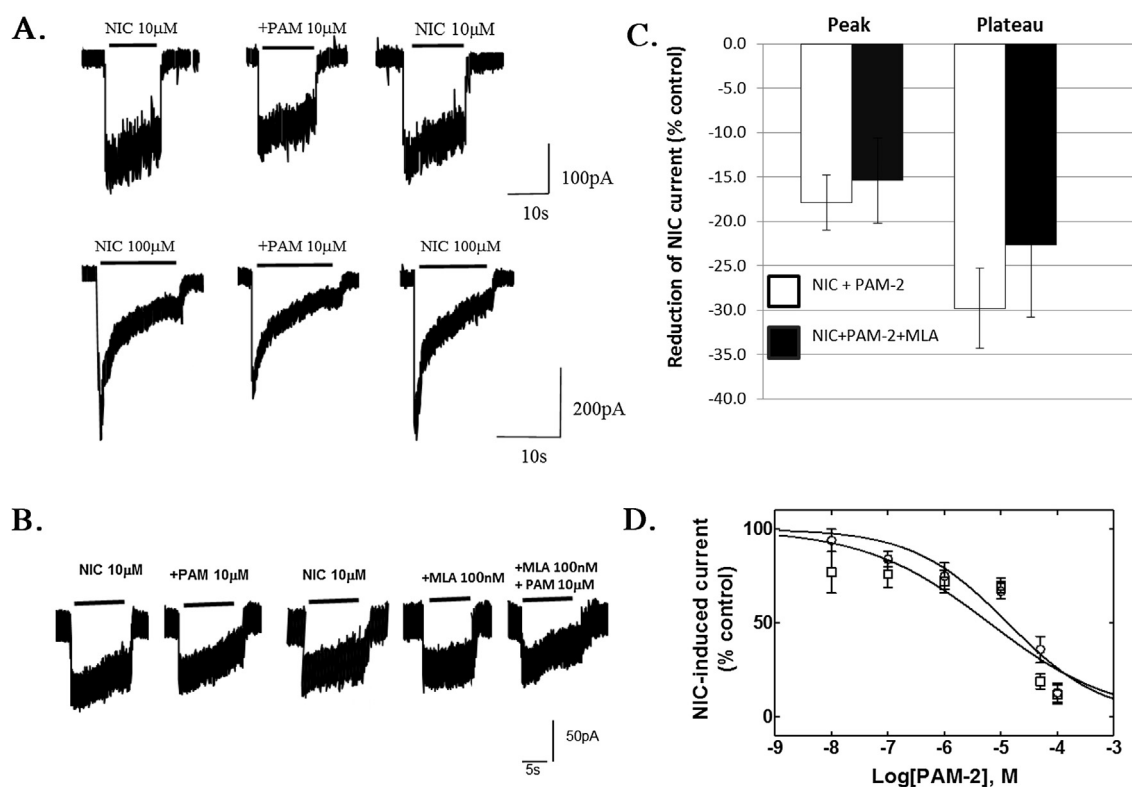 A.
NIC 10μM
+PAM 10μM
NIC 10μM
100pA
10s
NIC 100μM
+PAM 10μM
NIC 100μM
200pA
10s
B.
NIC 10μM
+PAM 10μM
NIC 10μM
+MLA 100nM
+MLA 100nM
+ PAM 10μM
50pA
5s
C.
Peak
Plateau
Reduction of NIC current (% control)
0.0
-5.0
-10.0
-15.0
-20.0
-25.0
-30.0
-35.0
-40.0
NIC + PAM-2
NIC+PAM-2+MLA
D.
NIC-induced current
(% control)
100
50
0
-9
-8
-7
-6
-5
-4
-3
Log[PAM-2], M